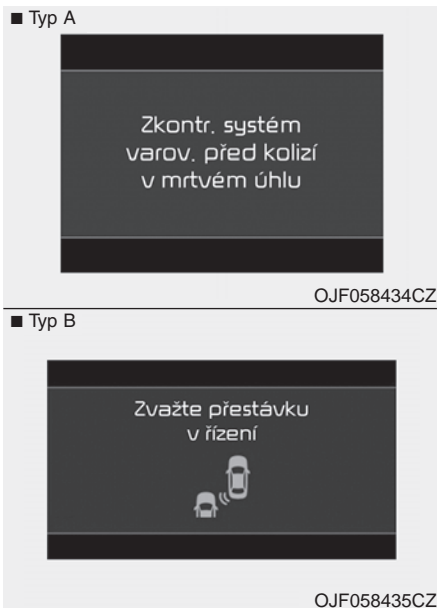 ■ Typ A
Zkontr. systém
varov. před kolizí
v mrtvém úhlu
OJF058434CZ
■ Typ B
Zvažte přestávku
v řízení
OJF058435CZ